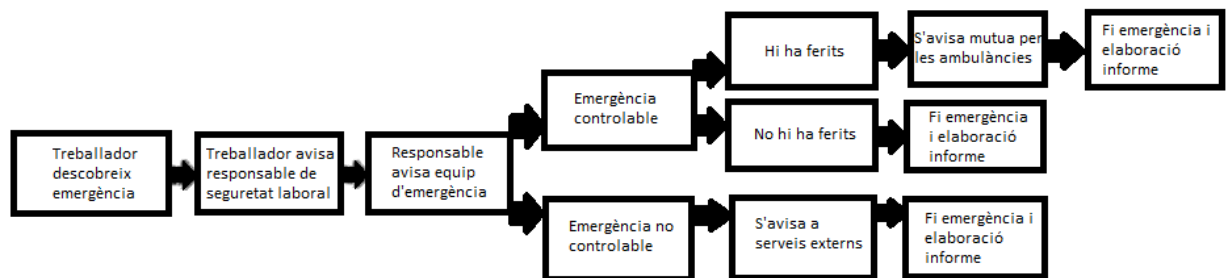 Treballador
descobreix
emergència
Treballador avisa
responsable de
seguretat laboral
Responsable
avisa equip
d'emergència
Emergència
controlable
Hi ha ferits
S'avisa mutua per
les ambulàncies
Fi emergència i
elaboració
informe
No hi ha ferits
Fi emergència
i elaboració
informe
Emergència no
controlable
S'avisa a
serveis externs
Fi emergència i
elaboració
informe